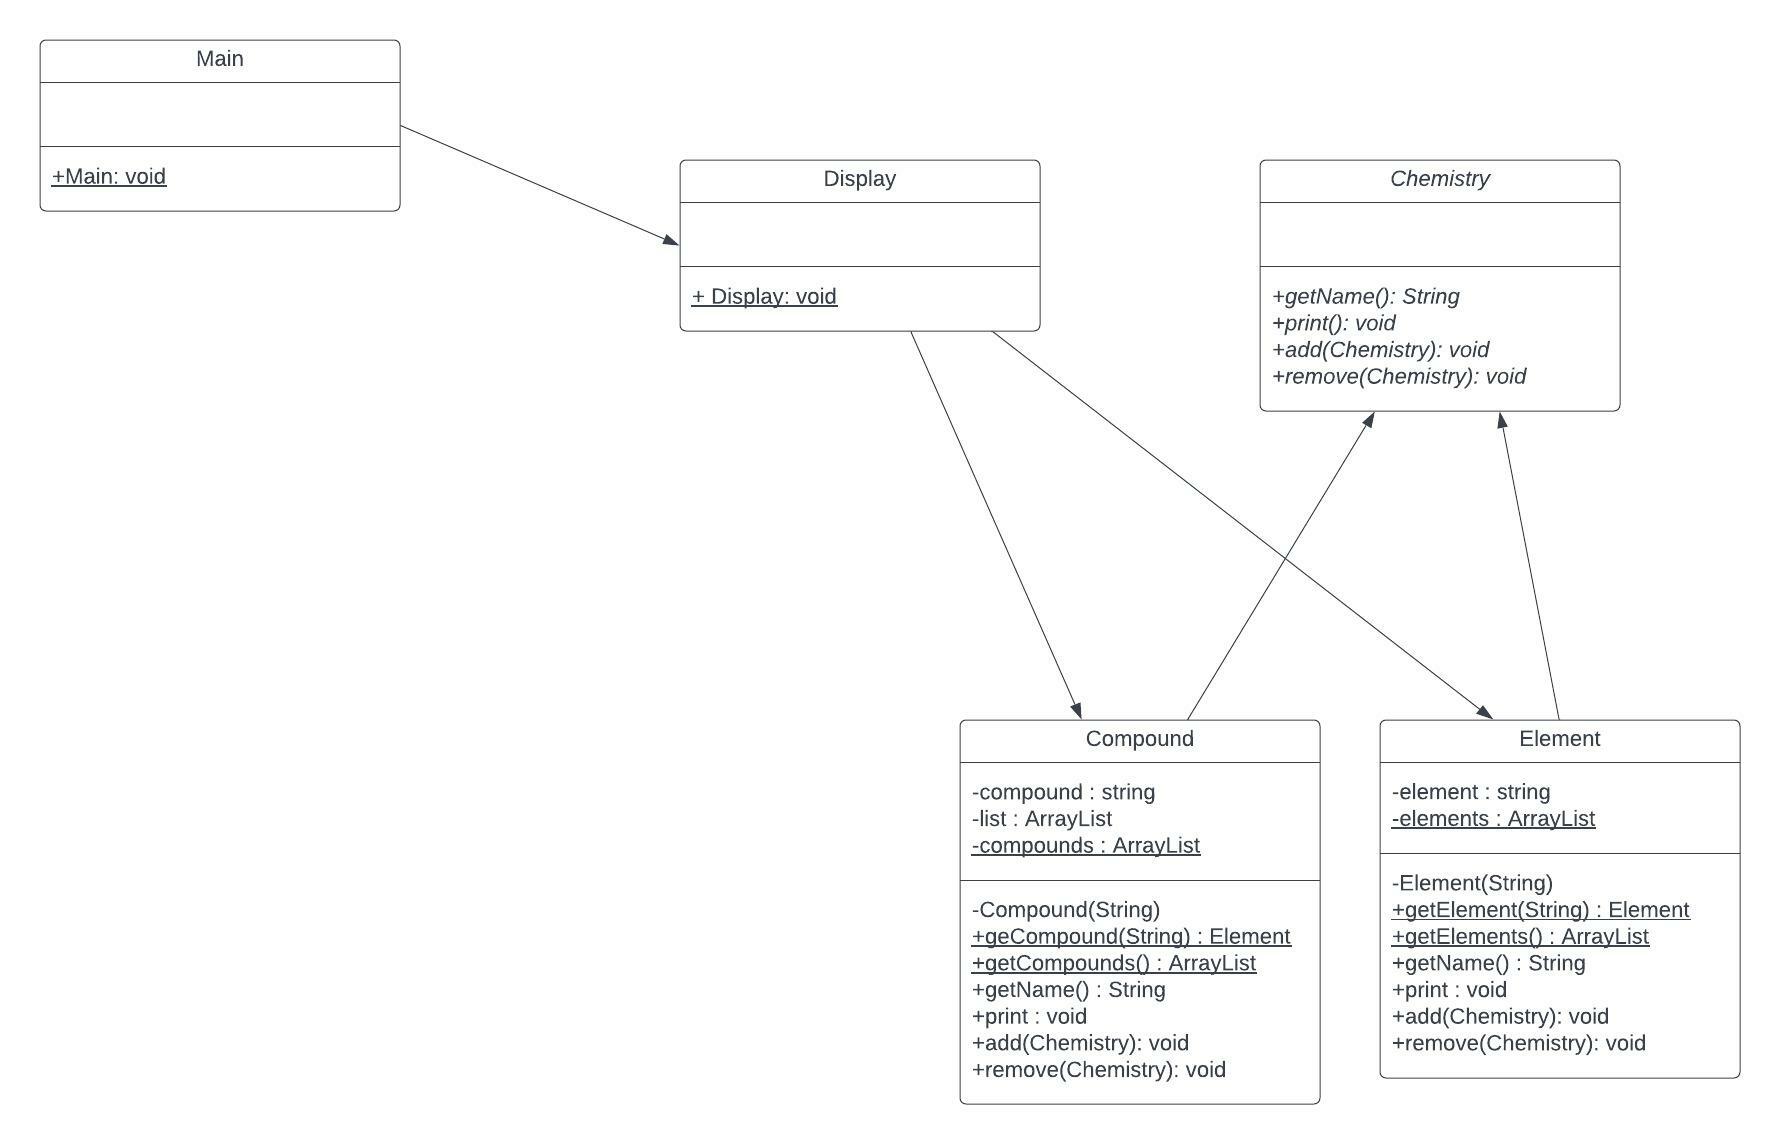 Main
+Main: void
Display
+ Display: void
Chemistry
+getName(): String
+print(): void
+add(Chemistry): void
+remove(Chemistry): void
Compound
-compound : string
-list : ArrayList
-compounds : ArrayList
-Compound(String)
+geCompound(String) : Element
+getCompounds() : ArrayList
+getName() : String
+print : void
+add(Chemistry): void
+remove(Chemistry): void
Element
-element : string
-elements : ArrayList
-Element(String)
+getElement(String) : Element
+getElements() : ArrayList
+getName() : String
+print : void
+add(Chemistry): void
+remove(Chemistry): void